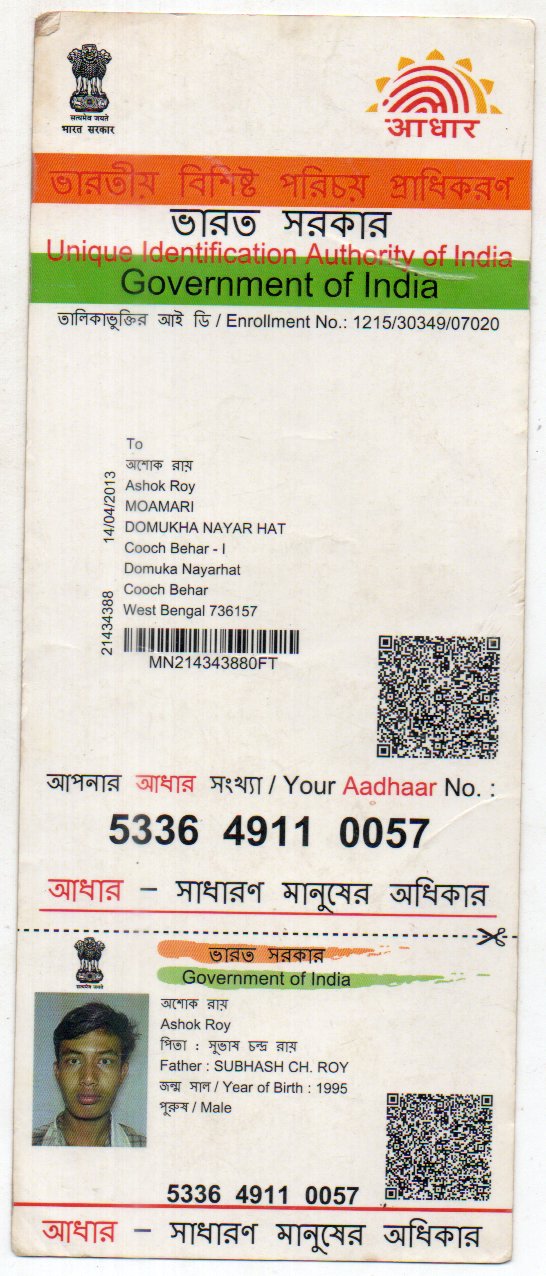 सत्यमेव जयते
भारत सरकार
आधार
ভারতীয় বিশিষ্ট পরিচয় প্রাধিকরণ
ভারত সরকার
Unique Identification Authority of India
Government of India
তালিকাভুক্তির আই ডি / Enrollment No.: 1215/30349/07020
To
অশোক রায়
Ashok Roy
MOAMARI
DOMUKHA NAYAR HAT
Cooch Behar - I
Domuka Nayarhat
Cooch Behar
West Bengal 736157
21434388 14/04/2013
MN214343880FT
আপনার আধার সংখ্যা / Your Aadhaar No. :
5336 4911 0057
আধার – সাধারণ মানুষের অধিকার
ভারত সরকার
Government of India
सत्यमेव जयते
অশোক রায়
Ashok Roy
পিতা : সুভাষ চন্দ্র রায়
Father : SUBHASH CH. ROY
জন্ম সাল / Year of Birth : 1995
পুরুষ / Male
5336 4911 0057
আধার – সাধারণ মানুষের অধিকার